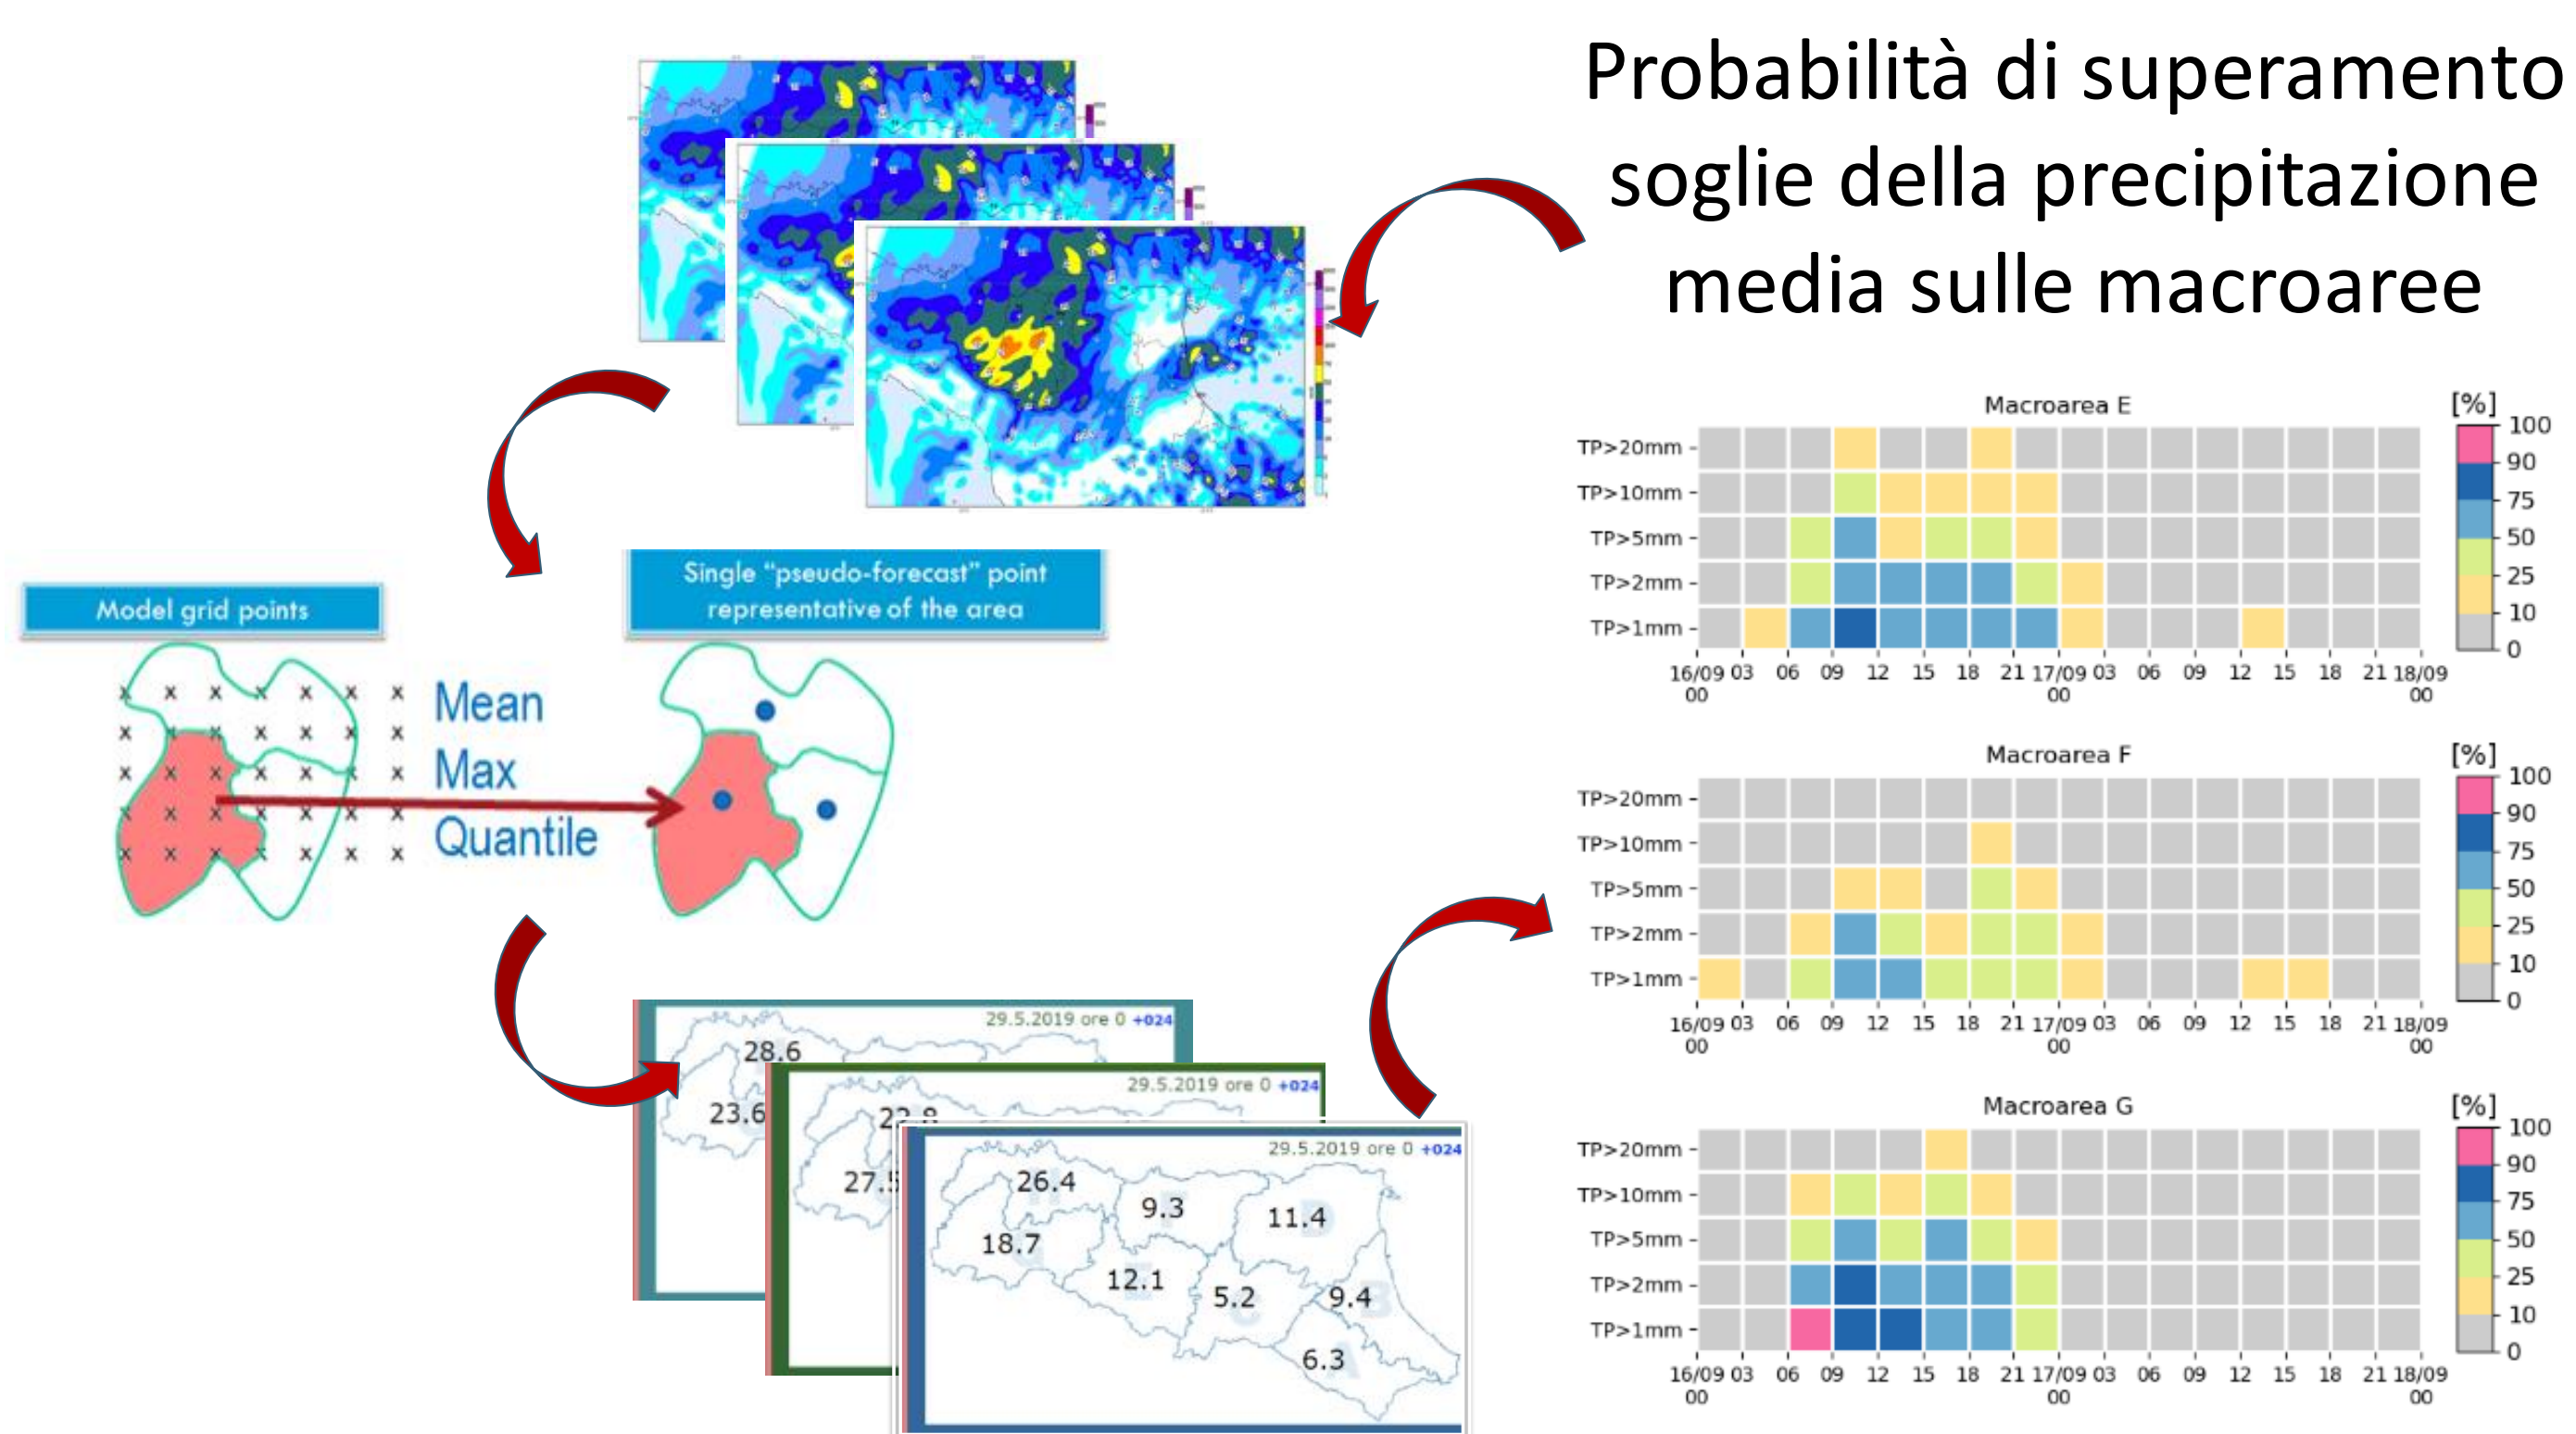 Probabilità di superamento
soglie della precipitazione
media sulle macroaree
Model grid points
Single “pseudo-forecast” point
representative of the area
Mean
Max
Quantile
29.5.2019 ore 0 +024
28.6
23.6
29.5.2019 ore 0 +024
27.5
29.5.2019 ore 0 +024
H
26.4
F
9.3
D
11.4
G
18.7
E
12.1
C
5.2
B
9.4
A
6.3
Macroarea E
[%]
TP>20mm
TP>10mm
TP>5mm
TP>2mm
TP>1mm
16/09 03 06 09 12 15 18 21 17/09 03 06 09 12 15 18 21 18/09
00 00 00
100
90
75
50
25
10
0
Macroarea F
[%]
TP>20mm
TP>10mm
TP>5mm
TP>2mm
TP>1mm
16/09 03 06 09 12 15 18 21 17/09 03 06 09 12 15 18 21 18/09
00 00 00
100
90
75
50
25
10
0
Macroarea G
[%]
TP>20mm
TP>10mm
TP>5mm
TP>2mm
TP>1mm
16/09 03 06 09 12 15 18 21 17/09 03 06 09 12 15 18 21 18/09
00 00 00
100
90
75
50
25
10
0